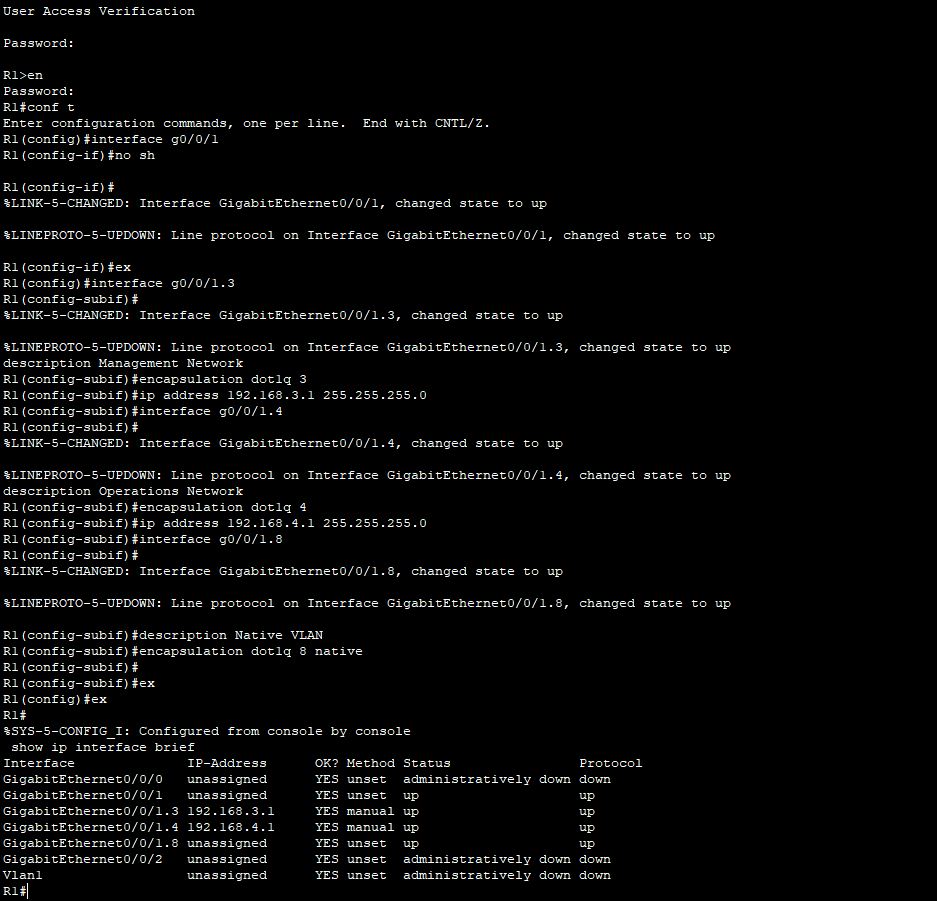 User Access Verification
Password:
R1>en
Password:
R1#conf t
Enter configuration commands, one per line.  End with CNTL/Z.
R1(config)#interface g0/0/1
R1(config-if)#no sh
R1(config-if)#
%LINK-5-CHANGED: Interface GigabitEthernet0/0/1, changed state to up
%LINEPROTO-5-UPDOWN: Line protocol on Interface GigabitEthernet0/0/1, changed state to up
R1(config-if)#ex
R1(config)#interface g0/0/1.3
R1(config-subif)#
%LINK-5-CHANGED: Interface GigabitEthernet0/0/1.3, changed state to up
%LINEPROTO-5-UPDOWN: Line protocol on Interface GigabitEthernet0/0/1.3, changed state to up
description Management Network
R1(config-subif)#encapsulation dot1q 3
R1(config-subif)#ip address 192.168.3.1 255.255.255.0
R1(config-subif)#interface g0/0/1.4
R1(config-subif)#
%LINK-5-CHANGED: Interface GigabitEthernet0/0/1.4, changed state to up
%LINEPROTO-5-UPDOWN: Line protocol on Interface GigabitEthernet0/0/1.4, changed state to up
description Operations Network
R1(config-subif)#encapsulation dot1q 4
R1(config-subif)#ip address 192.168.4.1 255.255.255.0
R1(config-subif)#interface g0/0/1.8
R1(config-subif)#
%LINK-5-CHANGED: Interface GigabitEthernet0/0/1.8, changed state to up
%LINEPROTO-5-UPDOWN: Line protocol on Interface GigabitEthernet0/0/1.8, changed state to up
R1(config-subif)#description Native VLAN
R1(config-subif)#encapsulation dot1q 8 native
R1(config-subif)#
R1(config-subif)#ex
R1(config)#ex
R1#
%SYS-5-CONFIG_I: Configured from console by console
 show ip interface brief
Interface              IP-Address      OK? Method Status                Protocol
GigabitEthernet0/0/0   unassigned      YES unset  administratively down down
GigabitEthernet0/0/1   unassigned      YES unset  up                    up
GigabitEthernet0/0/1.3 192.168.3.1     YES manual up                    up
GigabitEthernet0/0/1.4 192.168.4.1     YES manual up                    up
GigabitEthernet0/0/1.8 unassigned      YES unset  up                    up
GigabitEthernet0/0/2   unassigned      YES unset  administratively down down
Vlan1                  unassigned      YES unset  administratively down down
R1#